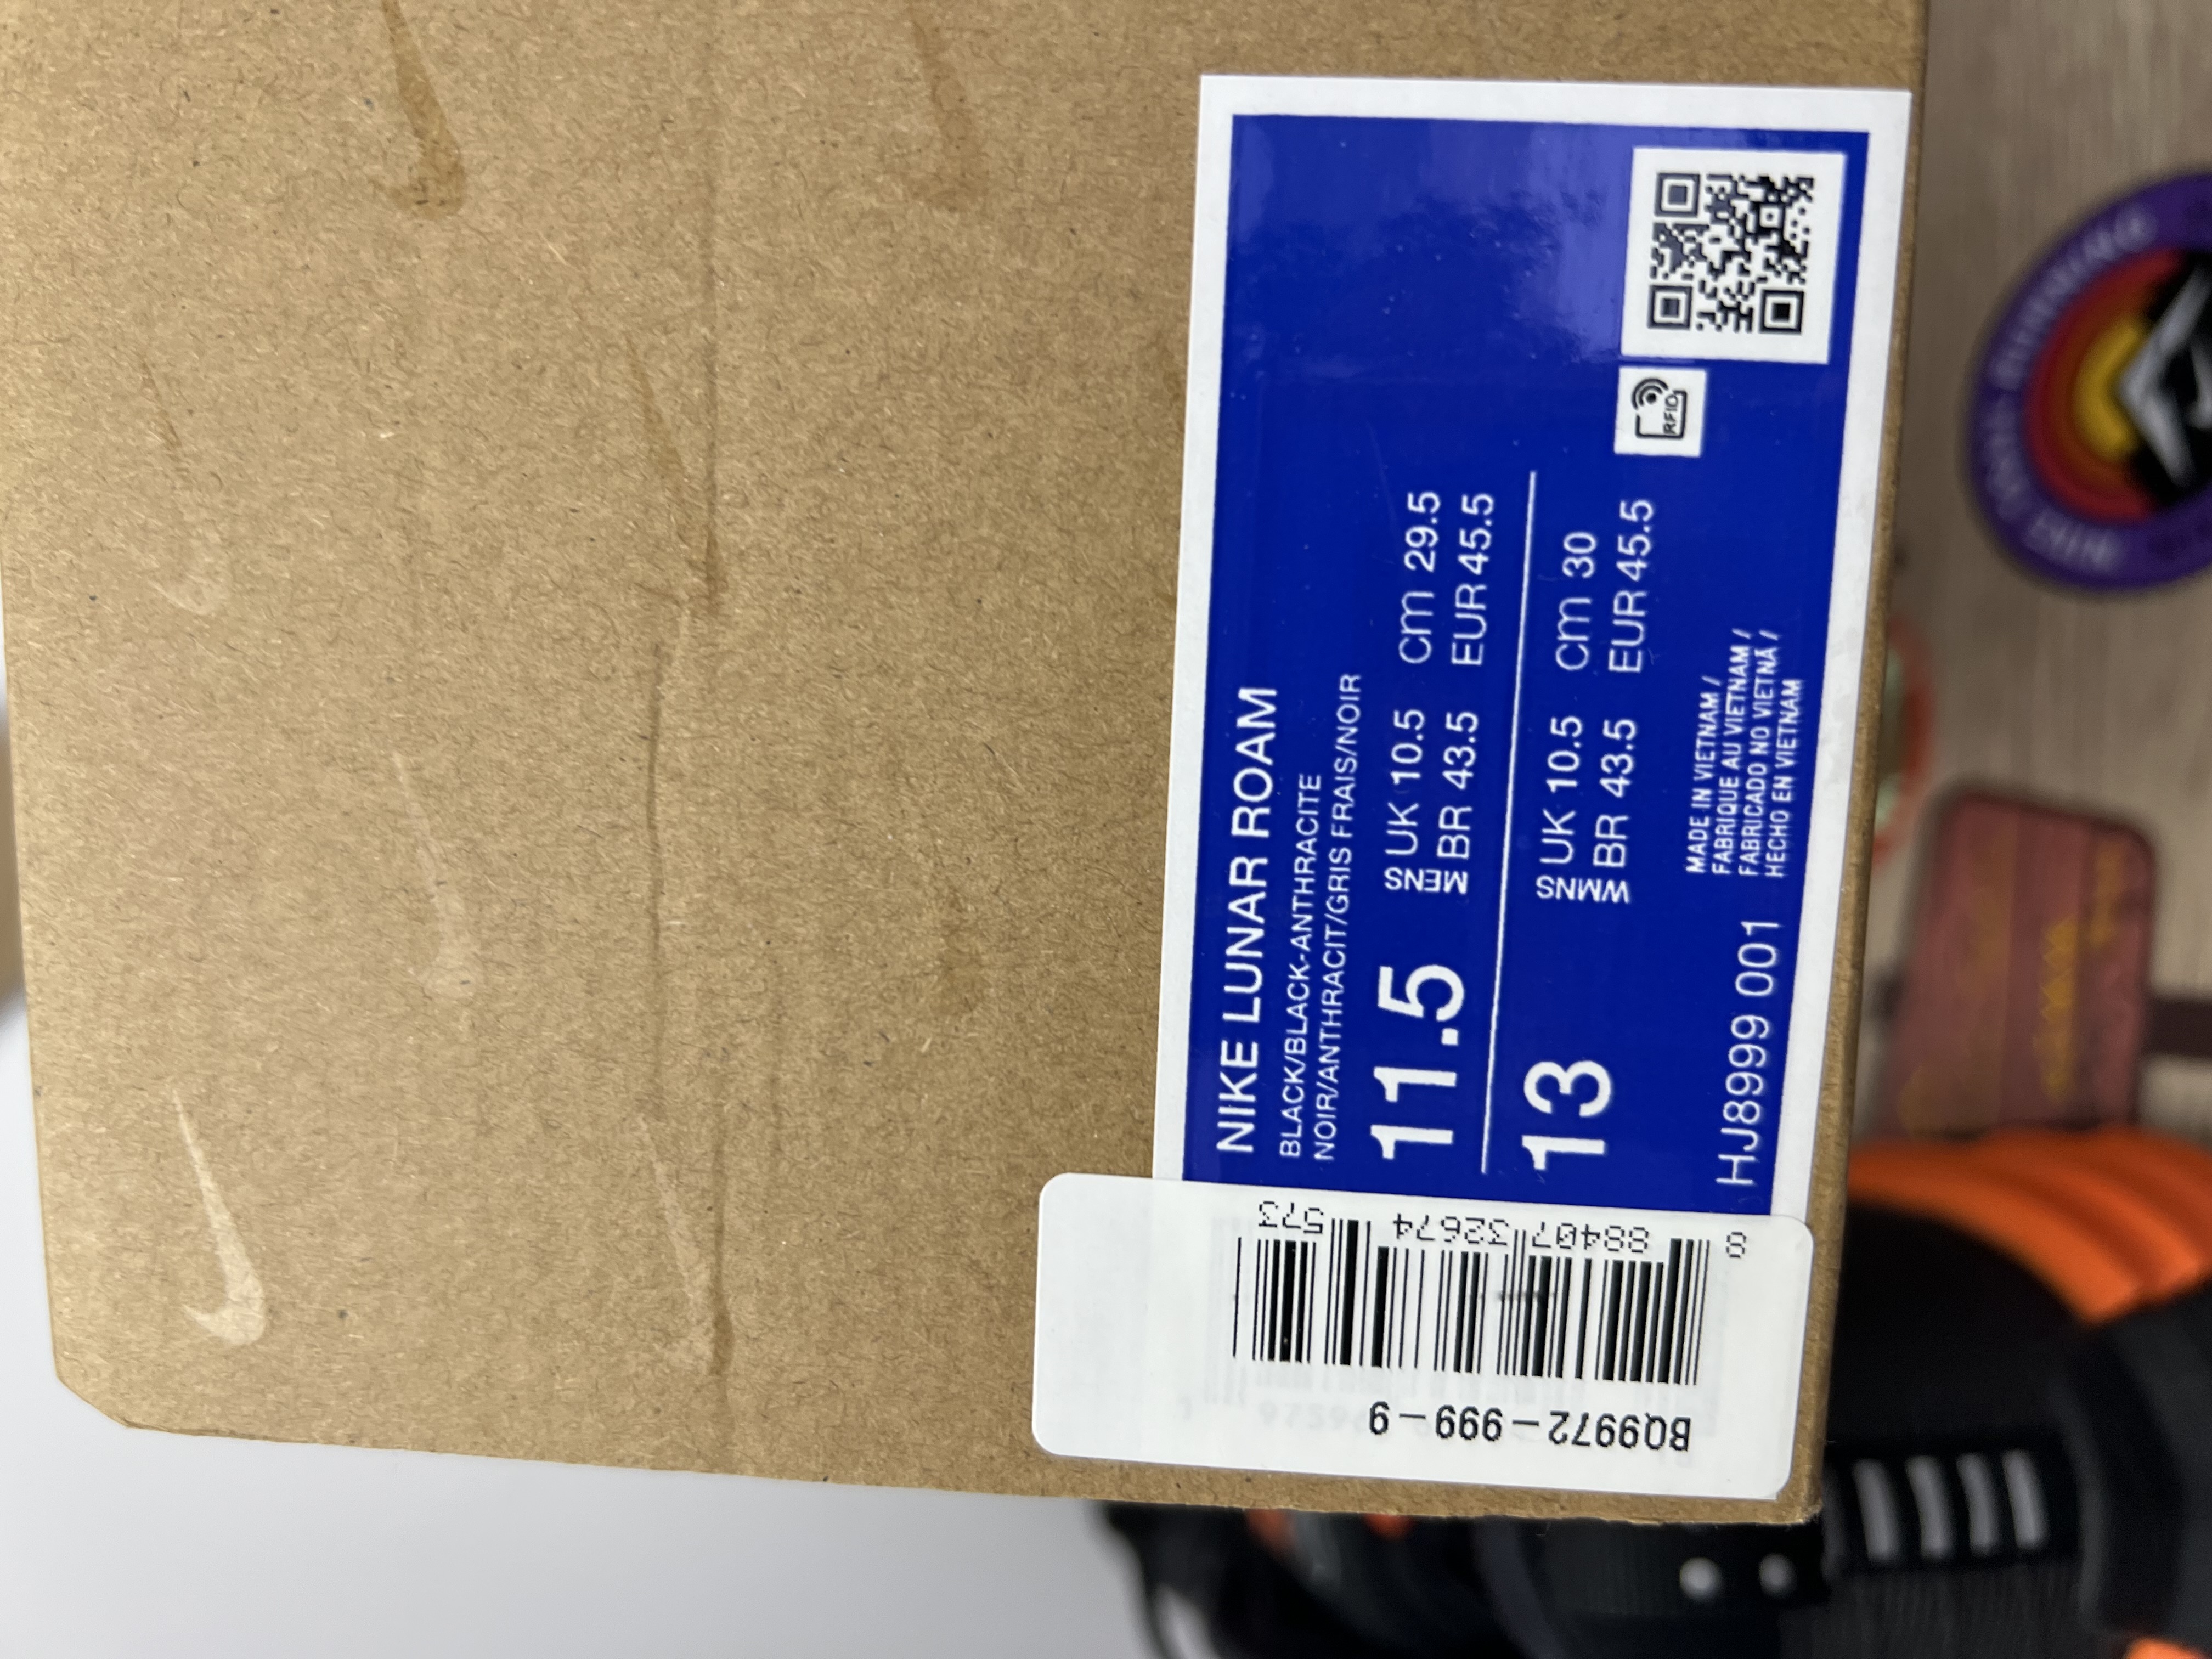 NIKE LUNAR ROAM
BLACK/BLACK-ANTHRACITE
NOIR/ANTHRACIT/GRIS FRAIS/NOIR
11.5
MENS
UK 10.5 cm 29.5
BR 43.5 EUR 45.5
13
WMNS
UK 10.5 cm 30
BR 43.5 EUR 45.5
HJ8999 001
MADE IN VIETNAM /
FABRIQUE AU VIETNAM /
FABRICADO NO VIETNÃ /
HECHO EN VIETNAM
RFID
BQ9972-999-9
8 88407 32674 573
NIKE TRAIL RUNNING